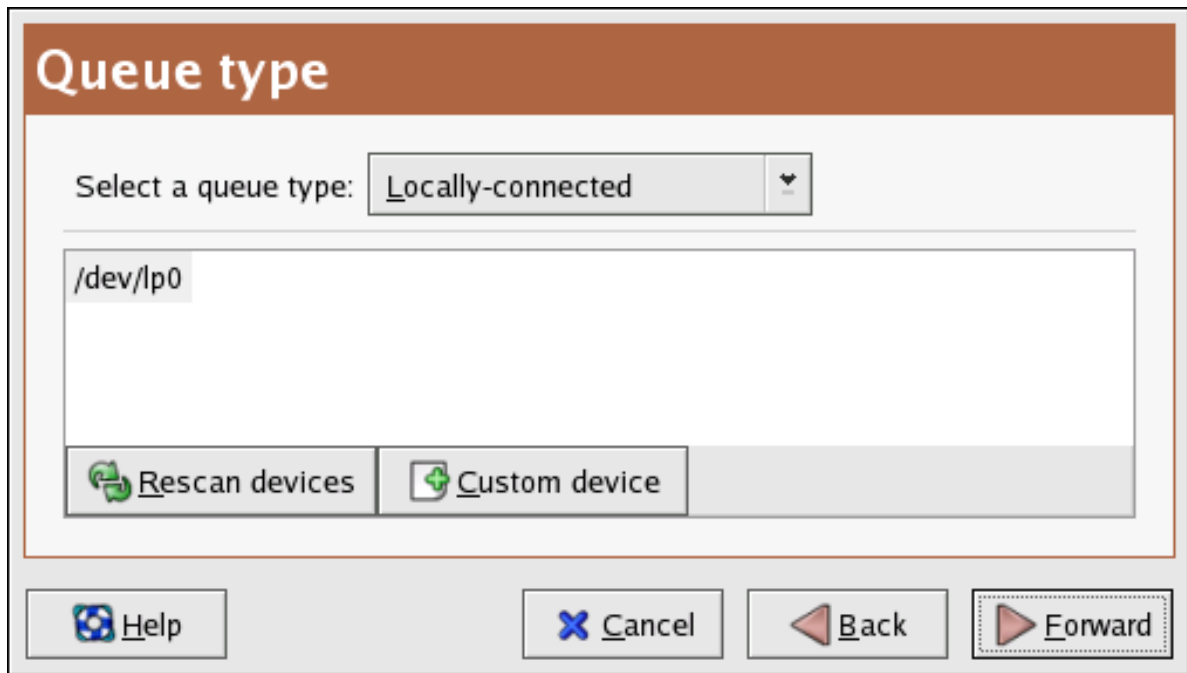 Queue type
Select a queue type: Locally-connected
/dev/lp0
Rescan devices Custom device
Help Cancel Back Forward